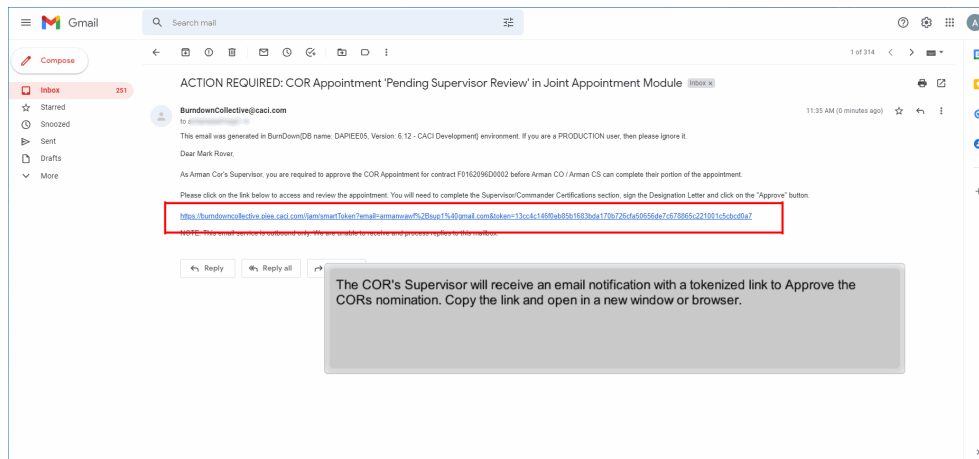 Gmail
Search mail
Compose
1 of 314
Inbox 251
Starred
Snoozed
Sent
Drafts
More
ACTION REQUIRED: COR Appointment 'Pending Supervisor Review' in Joint Appointment Module Inbox x
BurndownCollective@caci.com 11:35 AM (0 minutes ago)
to
This email was generated in BurnDown[DB name: DAPIEE05, Version: 6.12 - CACI Development] environment. If you are a PRODUCTION user, then please ignore it.
Dear Mark Rover,
As Arman Cor's Supervisor, you are required to approve the COR Appointment for contract F0162096D0002 before Arman CO / Arman CS can complete their portion of the appointment.
Please click on the link below to access and review the appointment. You will need to complete the Supervisor/Commander Certifications section, sign the Designation Letter and click on the "Approve" button.
https://burndowncollective.piee.caci.com/jam/smartToken?email=armanwawf%2Bsup1%40gmail.com&token=13cc4c146f0eb85b1683bda170b726cfa50656de7c678865c221001c5cbcd0a7
NOTE: This email service is outbound only. We are unable to receive and process replies to this mailbox.
Reply
Reply all
The COR's Supervisor will receive an email notification with a tokenized link to Approve the
CORs nomination. Copy the link and open in a new window or browser.